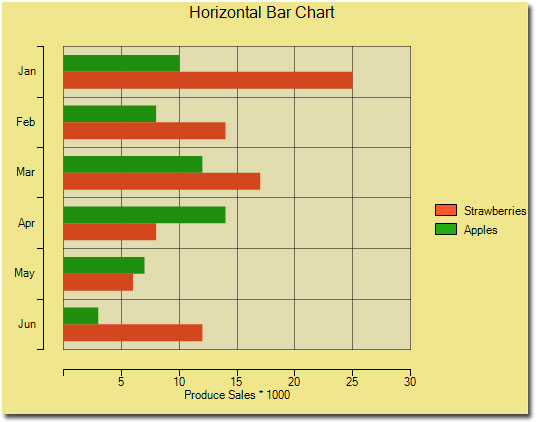 Horizontal Bar Chart
Jan
Feb
Mar
Apr
May
Jun
Strawberries
Apples
5 10 15 20 25 30
Produce Sales * 1000